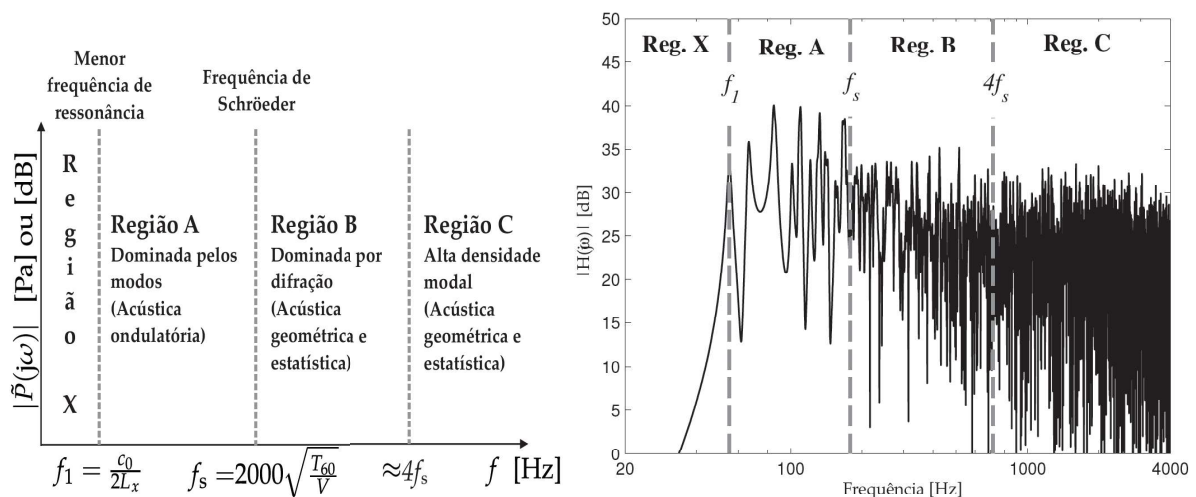 Menor
frequência de
ressonância
Frequência de
Schröeder
|P̃(jω)| [Pa] ou [dB]
Região X
Região A
Dominada pelos
modos
(Acústica
ondulatória)
Região B
Dominada por
difração
(Acústica
geométrica e
estatística)
Região C
Alta densidade
modal
(Acústica
geométrica e
estatística)
f₁ = c₀/2Lₓ
fₛ =2000√T₆₀/V
≈4fₛ
f [Hz]
Reg. X
Reg. A
Reg. B
Reg. C
f₁
fₛ
4fₛ
|H(jω)| [dB]
50
45
40
35
30
25
20
15
10
5
0
20
100
1000
4000
Frequência [Hz]